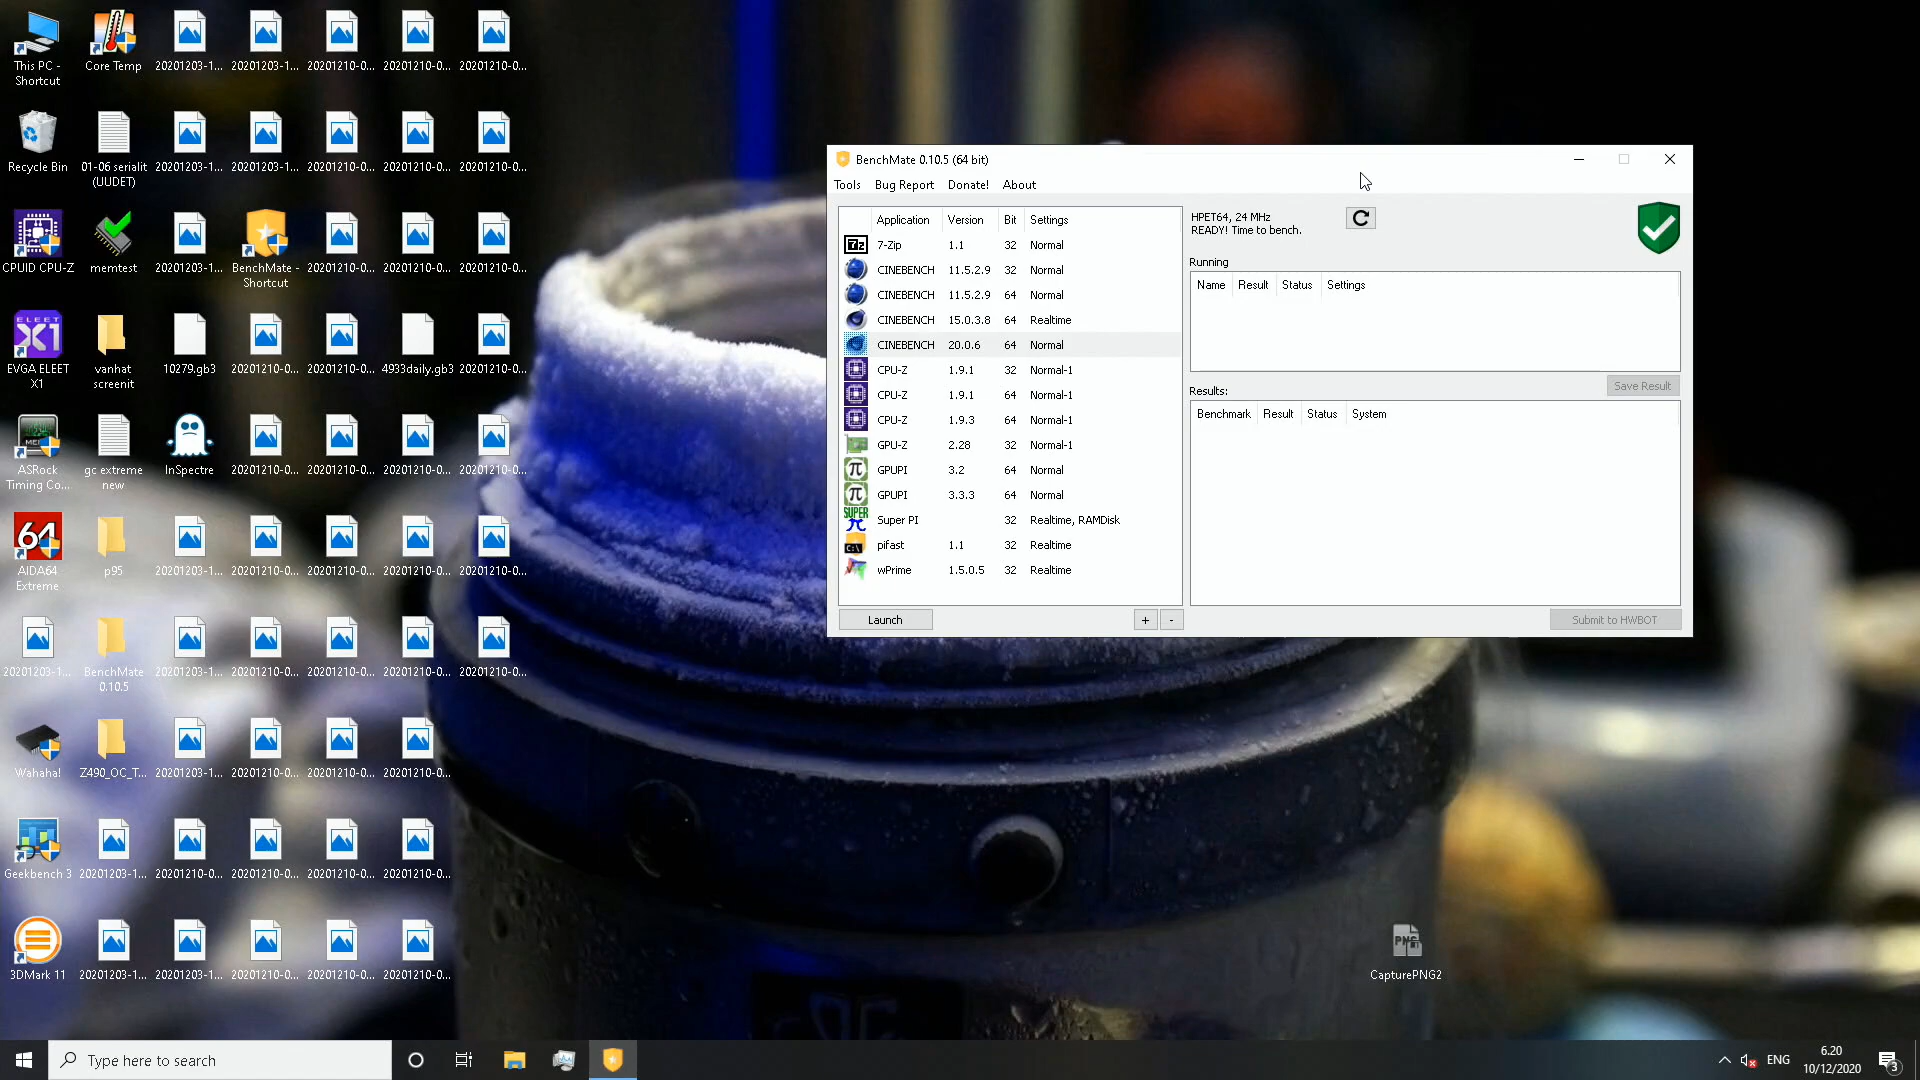 This PC - Shortcut
Core Temp
20201203-1...
20201203-1...
20201210-0...
20201210-0...
20201210-0...
Recycle Bin
01-06 serialit (UUDET)
20201203-1...
20201203-1...
20201210-0...
20201210-0...
20201210-0...
CPUID CPU-Z
memtest
20201203-1...
BenchMate - Shortcut
20201210-0...
20201210-0...
20201210-0...
ELEET
X1
EVGA ELEET X1
vanhat screenit
10279.gb3
20201210-0...
20201210-0...
4933daily.gb3
20201210-0...
ASRock Timing Co...
gc extreme new
InSpectre
20201210-0...
20201210-0...
20201210-0...
20201210-0...
64
AIDA64 Extreme
p95
20201203-1...
20201210-0...
20201210-0...
20201210-0...
20201210-0...
20201203-1...
BenchMate 0.10.5
20201203-1...
20201210-0...
20201210-0...
20201210-0...
20201210-0...
Wahaha!
Z490_OC_T...
20201203-1...
20201210-0...
20201210-0...
20201210-0...
Geekbench 3
20201203-1...
20201210-0...
20201210-0...
20201210-0...
20201210-0...
3DMark 11
20201203-1...
20201203-1...
20201210-0...
20201210-0...
20201210-0...
BenchMate 0.10.5 (64 bit)
Tools Bug Report Donate! About
Application Version Bit Settings
7z 7-Zip 1.1 32 Normal
CINEBENCH 11.5.2.9 32 Normal
CINEBENCH 11.5.2.9 64 Normal
CINEBENCH 15.0.3.8 64 Realtime
CINEBENCH 20.0.6 64 Normal
CPU-Z 1.9.1 32 Normal-1
CPU-Z 1.9.1 64 Normal-1
CPU-Z 1.9.3 64 Normal-1
GPU-Z 2.28 32 Normal-1
π GPUPI 3.2 64 Normal
π GPUPI 3.3.3 64 Normal
SUPER π Super PI 32 Realtime, RAMDisk
C:\ pifast 1.1 32 Realtime
wPrime 1.5.0.5 32 Realtime
Launch + -
HPET64, 24 MHz
READY! Time to bench.
Running
Name Result Status Settings
Save Result
Results:
Benchmark Result Status System
Submit to HWBOT
PNG
CapturePNG2
Type here to search
ENG
6.20
10/12/2020
3